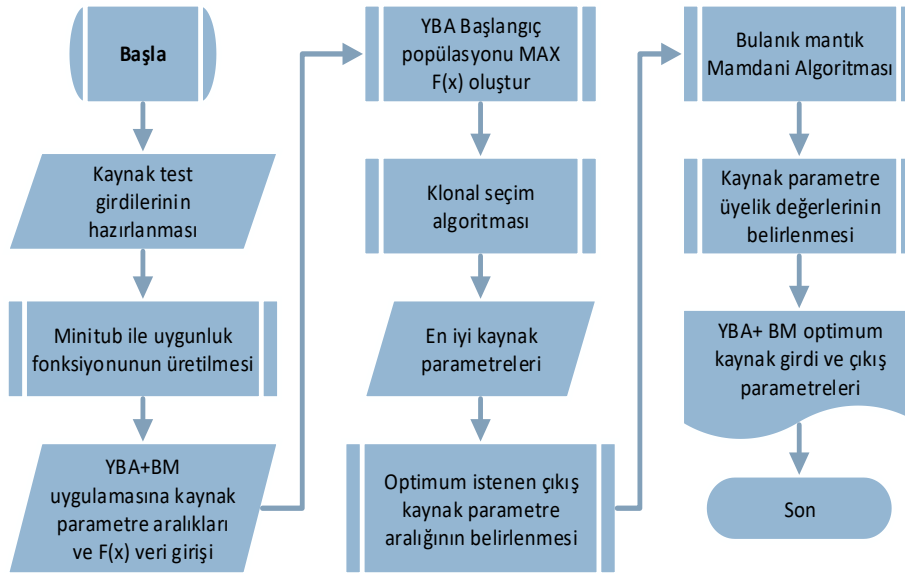 Başla
Kaynak test
girdilerinin
hazırlanması
Minitub ile uygunluk
fonksiyonunun üretilmesi
YBA+BM
uygulamasına kaynak
parametre aralıkları
ve F(x) veri girişi
YBA Başlangıç
popülasyonu MAX
F(x) oluştur
Klonal seçim
algoritması
En iyi kaynak
parametreleri
Optimum istenen çıkış
kaynak parametre
aralığının belirlenmesi
Bulanık mantık
Mamdani Algoritması
Kaynak parametre
üyelik değerlerinin
belirlenmesi
YBA+ BM optimum
kaynak girdi ve çıkış
parametreleri
Son